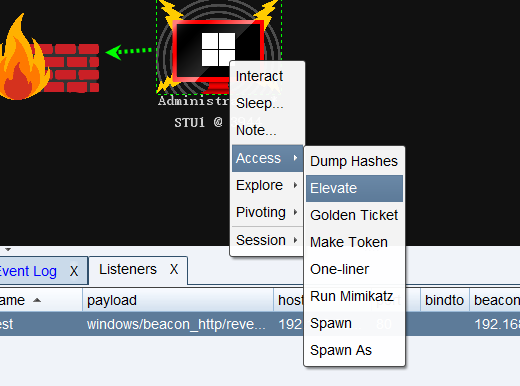 Administr
STU1 @
Interact
Sleep...
Note...
Access
Explore
Pivoting
Session
Dump Hashes
Elevate
Golden Ticket
Make Token
One-liner
Run Mimikatz
Spawn
Spawn As
Event Log X Listeners X
ame payload host bindto beacon
est windows/beacon_http/reve... 192 80 192.168